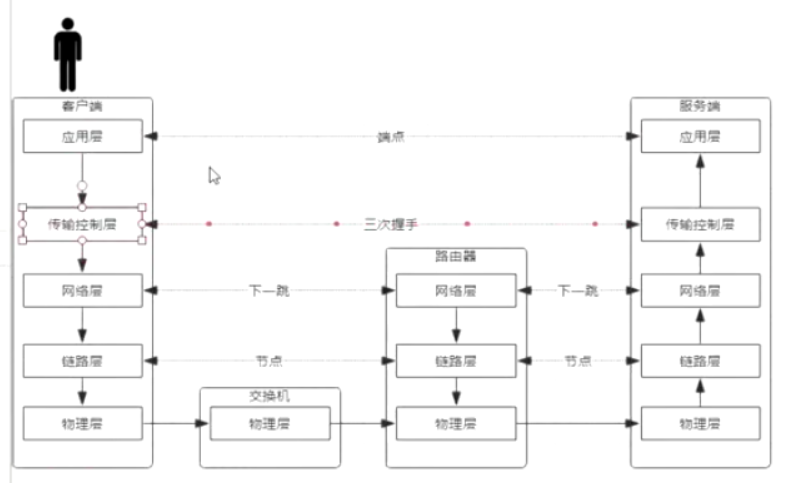 客户端
服务端
应用层
端点
应用层
传输控制层
三次握手
传输控制层
路由器
网络层
下一跳
网络层
下一跳
网络层
链路层
节点
链路层
节点
链路层
交换机
物理层
物理层
物理层
物理层